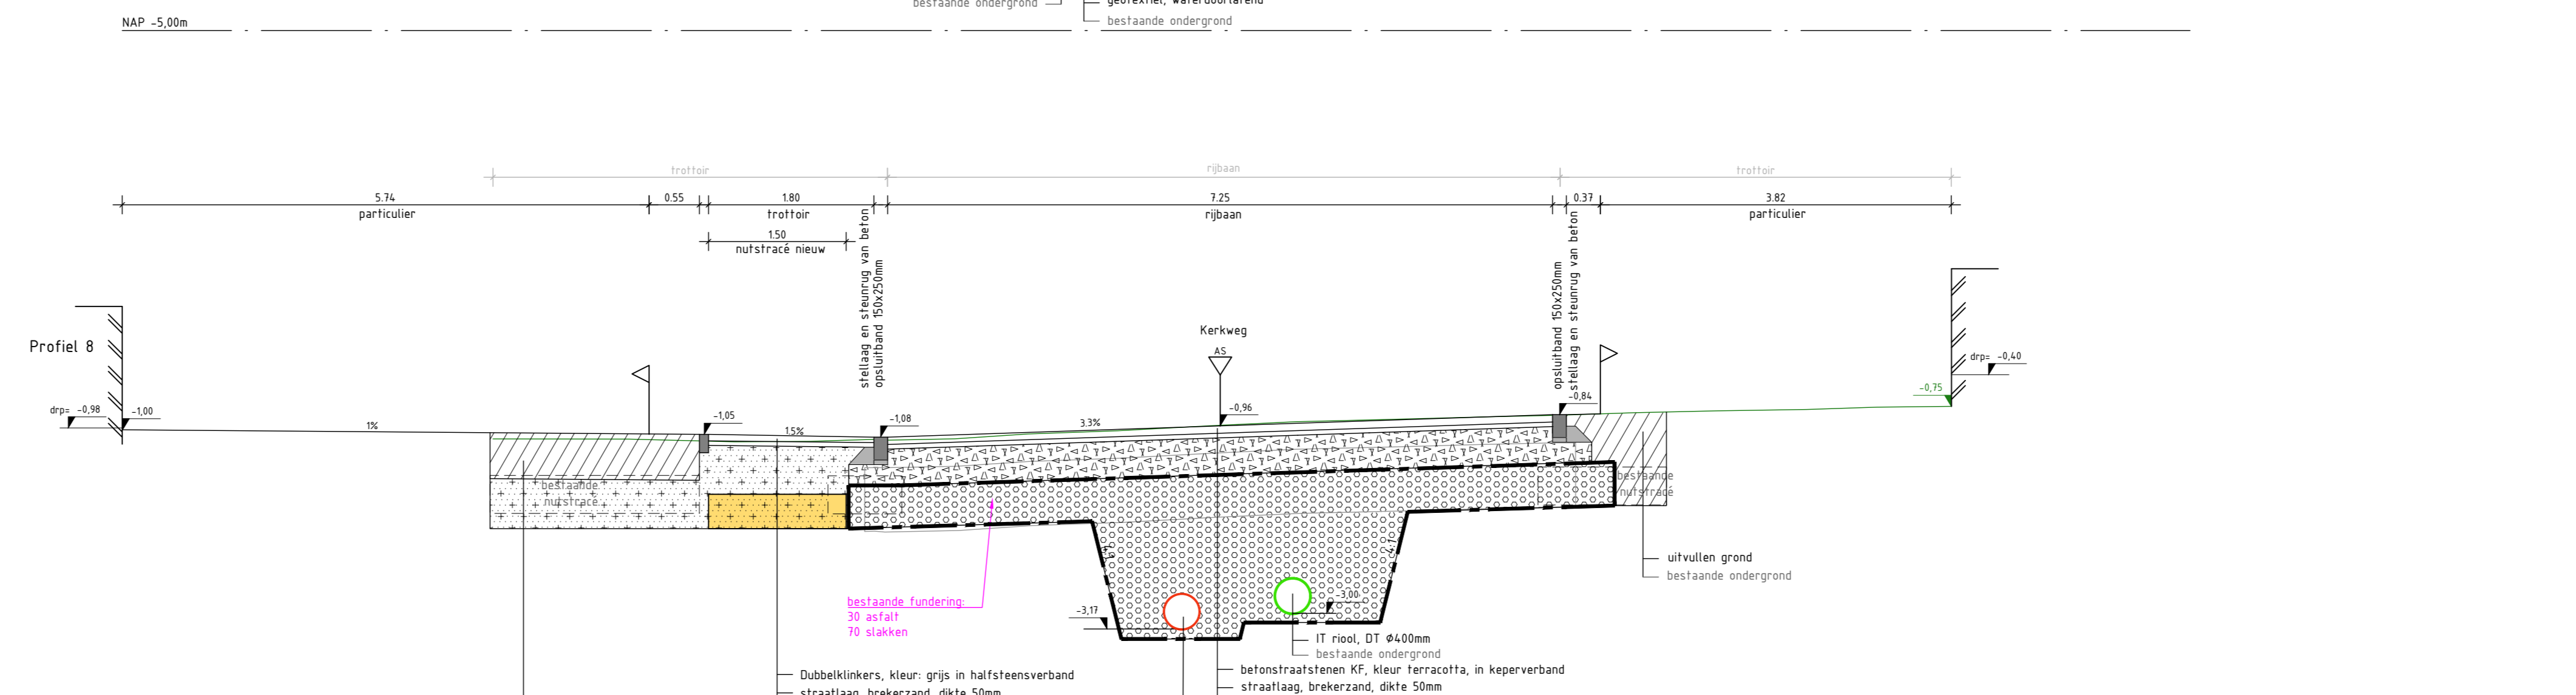 bestaande ondergrond
geotextiel, waterdoorlatend
bestaande ondergrond
NAP -5,00m
trottoir
rijbaan
trottoir
5.74
0.55
1.80
7.25
0.37
3.82
particulier
trottoir
rijbaan
particulier
1.50
nutstracé nieuw
stellaag en steunrug van beton
opsluitband 150x250mm
opsluitband 150x250mm
stellaag en steunrug van beton
Kerkweg
AS
Profiel 8
drp= -0,40
-0,75
drp= -0,98
-1,00
-1,05
-1,08
-0,96
-0,84
1%
1.5%
3.3%
bestaande
nutstracé
bestaande
nutstracé
4:1
4:1
uitvullen grond
bestaande ondergrond
bestaande fundering:
30 asfalt
70 slakken
-3,17
-3,00
IT riool, DT Ø400mm
bestaande ondergrond
Dubbelklinkers, kleur: grijs in halfsteensverband
straatlaag, brekerzand, dikte 50mm
betonstraatstenen KF, kleur terracotta, in keperverband
straatlaag, brekerzand, dikte 50mm